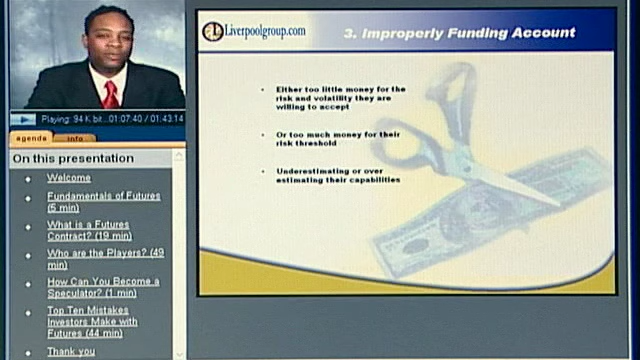 Liverpoolgroup.com
3. Improperly Funding Account
Either too little money for the
risk and volatility they are
willing to accept
Or too much money for their
risk threshold
Underestimating or over
estimating their capabilities
Playing: 94 K bit...01:07:40 / 01:43:14
agenda
info
On this presentation
Welcome
Fundamentals of Futures
(5 min)
What is a Futures
Contract? (19 min)
Who are the Players? (49
min)
How Can You Become a
Speculator? (1 min)
Top Ten Mistakes
Investors Make with
Futures (44 min)
Thank you